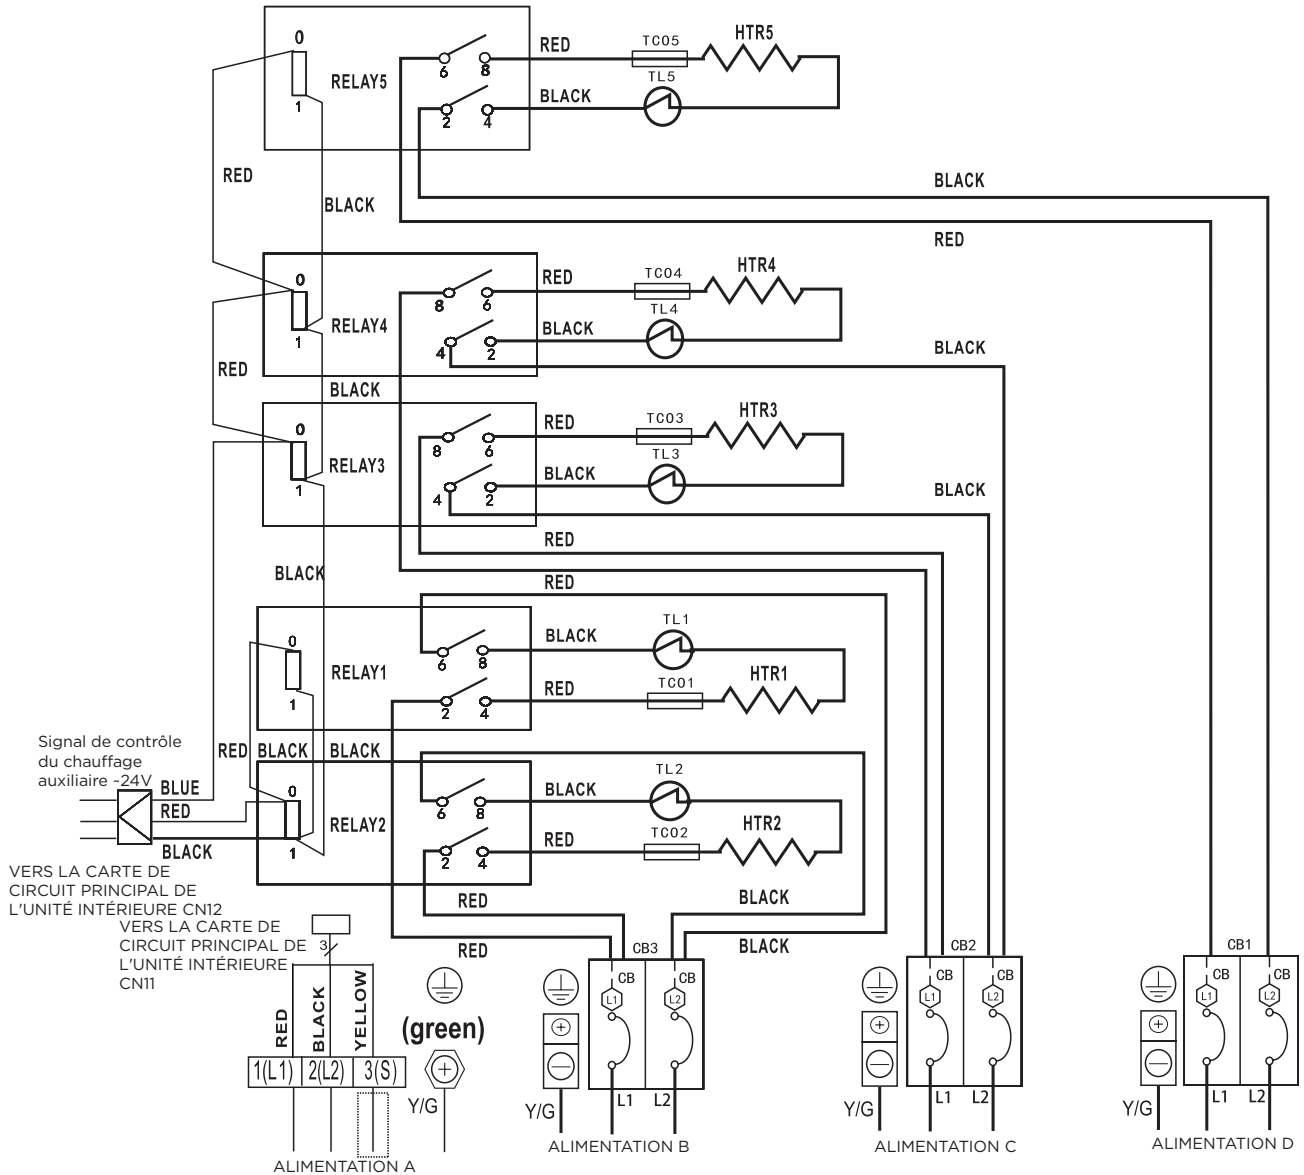 0
1
RELAY5
6
8
2
4
RED
BLACK
TCO5
TL5
HTR5
RED
BLACK
BLACK
RED
0
1
RELAY4
8
6
4
2
RED
BLACK
TCO4
TL4
HTR4
BLACK
RED
BLACK
0
1
RELAY3
8
6
4
2
RED
BLACK
TCO3
TL3
HTR3
BLACK
RED
BLACK
RED
0
1
RELAY1
6
8
2
4
BLACK
RED
TL1
TCO1
HTR1
RED
BLACK
BLACK
0
1
RELAY2
6
8
2
4
BLACK
RED
TL2
TCO2
HTR2
Signal de contrôle
du chauffage
auxiliaire ~24V
BLUE
RED
BLACK
VERS LA CARTE DE
CIRCUIT PRINCIPAL DE
L'UNITÉ INTÉRIEURE CN12
VERS LA CARTE DE
CIRCUIT PRINCIPAL DE
L'UNITÉ INTÉRIEURE
CN11
3
RED
BLACK
YELLOW
1(L1)
2(L2)
3(S)
(green)
Y/G
ALIMENTATION A
RED
RED
BLACK
BLACK
CB3
CB
CB
L1
L2
L1
L2
Y/G
ALIMENTATION B
CB2
CB
CB
L1
L2
L1
L2
Y/G
ALIMENTATION C
CB1
CB
CB
L1
L2
L1
L2
Y/G
ALIMENTATION D